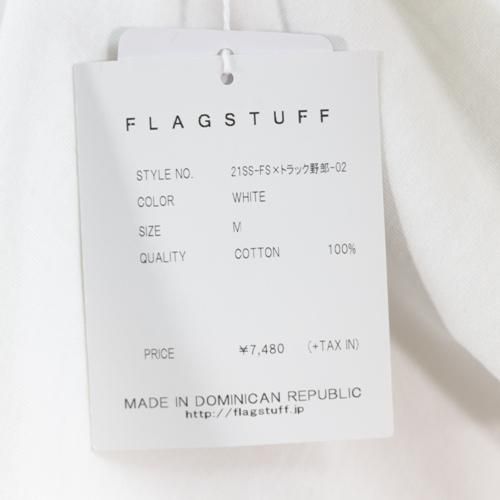 FLAGSTUFF
STYLE NO. 21SS-FS×トラック野郎-02
COLOR WHITE
SIZE M
QUALITY COTTON 100%
PRICE ¥7,480 (+TAX IN)
MADE IN DOMINICAN REPUBLIC
http://flagstuff.jp